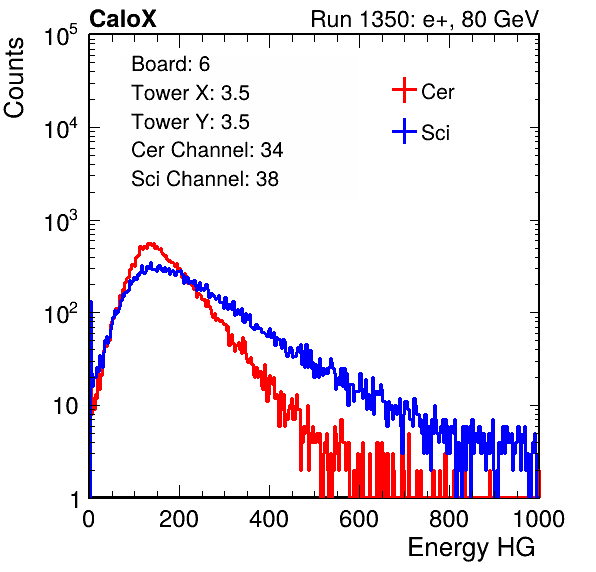 CaloX Run 1350: e+, 80 GeV
Counts
10^5
10^4
10^3
10^2
10
1
Board: 6
Tower X: 3.5
Tower Y: 3.5
Cer Channel: 34
Sci Channel: 38
Cer
Sci
0 200 400 600 800 1000
Energy HG